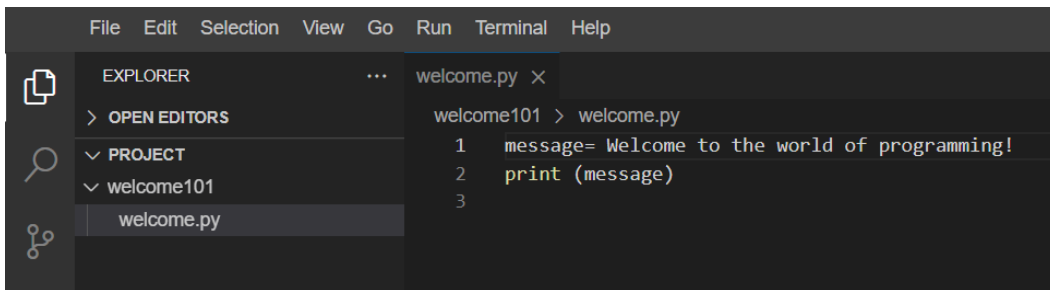 File Edit Selection View Go Run Terminal Help
EXPLORER ...
OPEN EDITORS
PROJECT
welcome101
welcome.py
welcome.py ×
welcome101 > welcome.py
1 message= Welcome to the world of programming!
2 print (message)
3